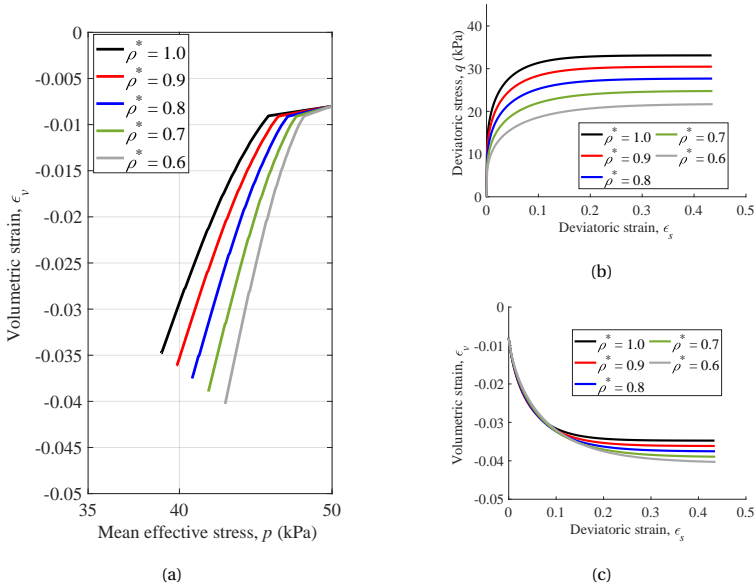 0
-0.005
-0.01
-0.015
-0.02
-0.025
-0.03
-0.035
-0.04
-0.045
-0.05
35
40
45
50
Volumetric strain, ϵ_v
Mean effective stress, p (kPa)
ρ* = 1.0
ρ* = 0.9
ρ* = 0.8
ρ* = 0.7
ρ* = 0.6
(a)
40
30
20
10
0
0
0.1
0.2
0.3
0.4
0.5
Deviatoric stress, q (kPa)
Deviatoric strain, ϵ_s
ρ* = 1.0
ρ* = 0.9
ρ* = 0.8
ρ* = 0.7
ρ* = 0.6
(b)
0
-0.01
-0.02
-0.03
-0.04
-0.05
0
0.1
0.2
0.3
0.4
0.5
Volumetric strain, ϵ_v
Deviatoric strain, ϵ_s
ρ* = 1.0
ρ* = 0.9
ρ* = 0.8
ρ* = 0.7
ρ* = 0.6
(c)